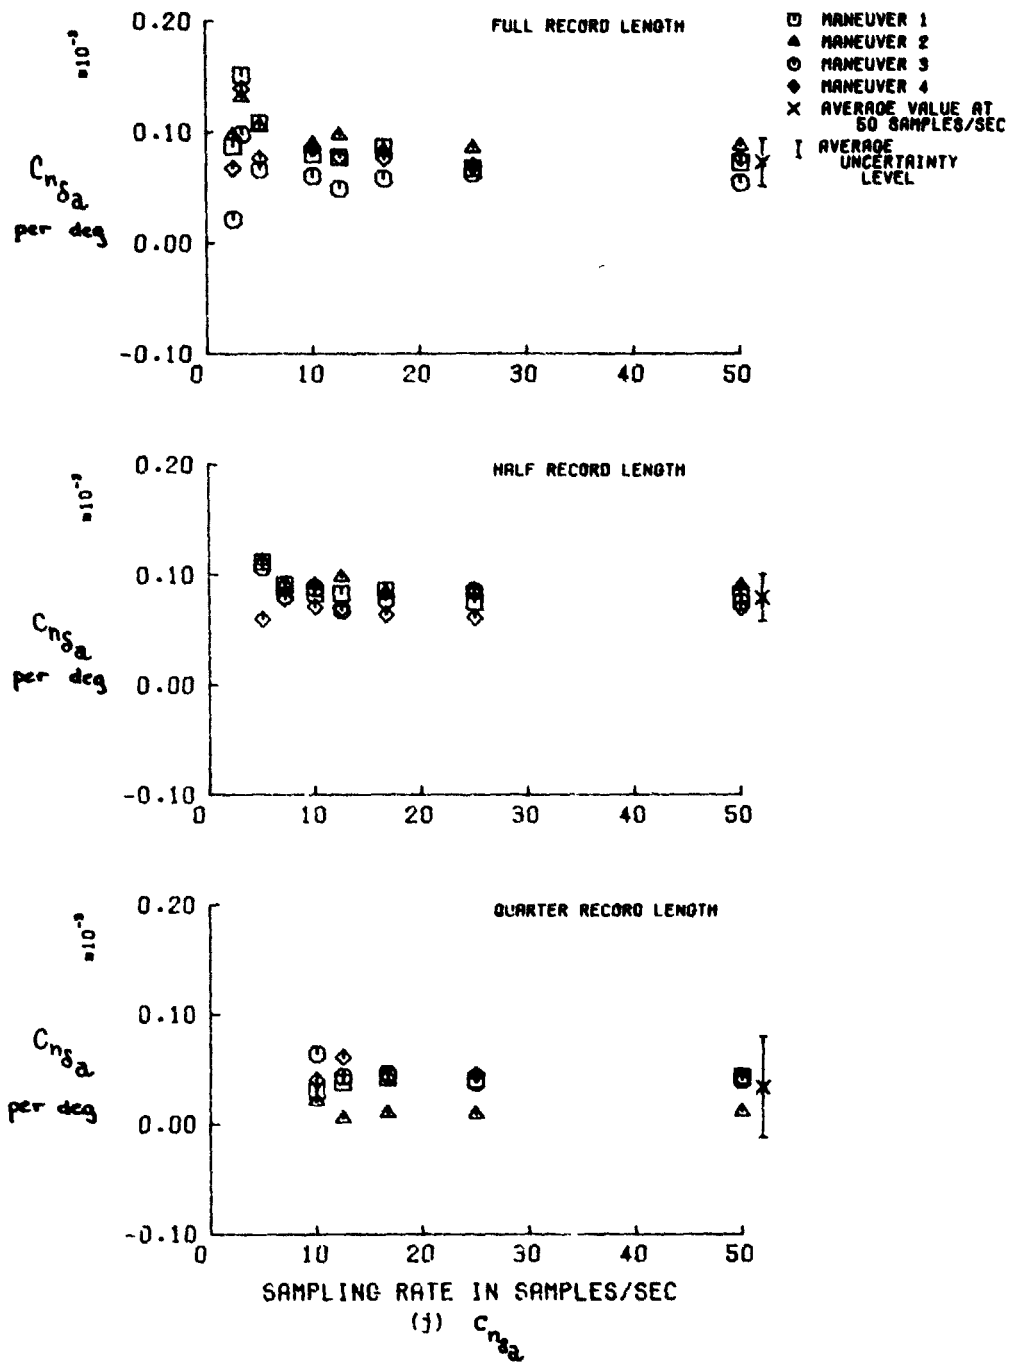 FULL RECORD LENGTH
MANEUVER 1
MANEUVER 2
MANEUVER 3
MANEUVER 4
AVERAGE VALUE AT
50 SAMPLES/SEC
AVERAGE
UNCERTAINTY
LEVEL
×10⁻³
0.20
0.10
0.00
-0.10
Cnδa
per deg
0 10 20 30 40 50
HALF RECORD LENGTH
×10⁻³
0.20
0.10
0.00
-0.10
Cnδa
per deg
0 10 20 30 40 50
QUARTER RECORD LENGTH
×10⁻³
0.20
0.10
0.00
-0.10
Cnδa
per deg
0 10 20 30 40 50
SAMPLING RATE IN SAMPLES/SEC
(j) Cnδa